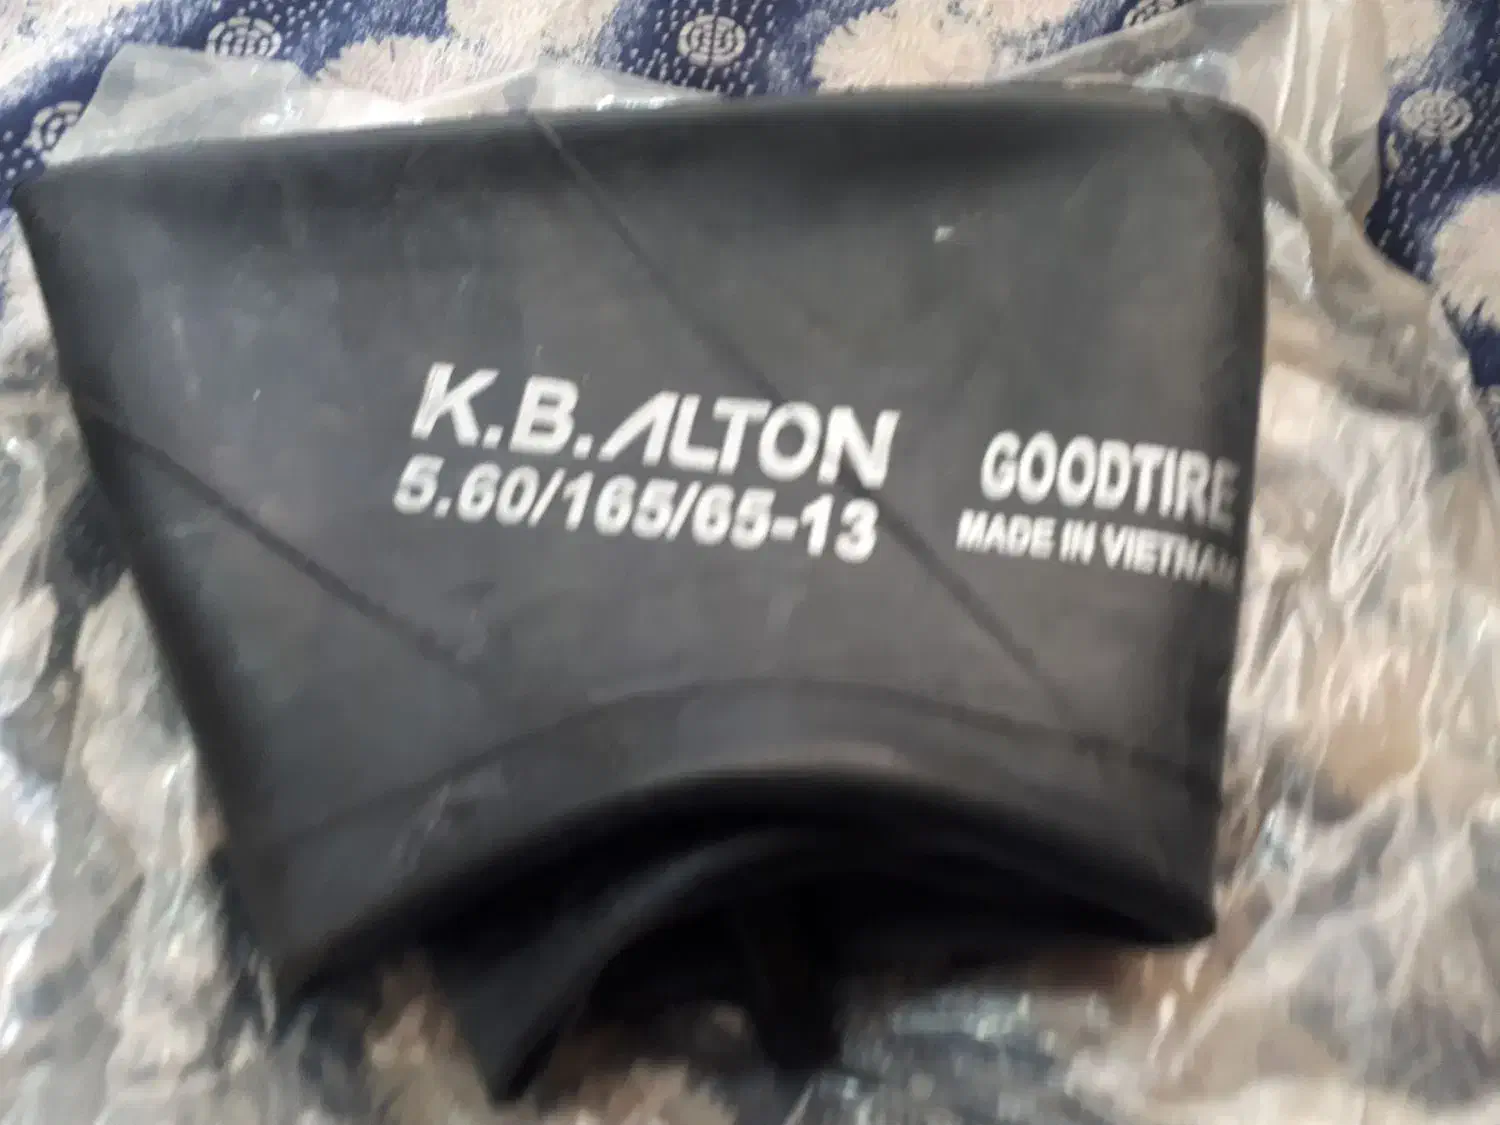 K.B.ALTON
5.60/165/65-13
GOODTIRE
MADE IN VIETNAM